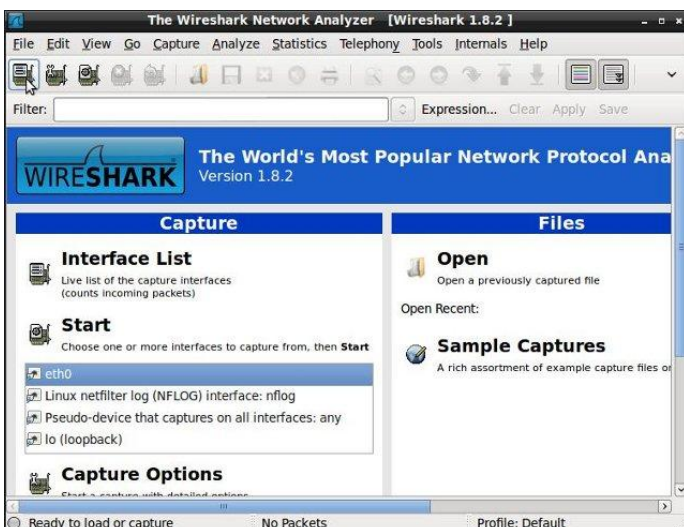 The Wireshark Network Analyzer [Wireshark 1.8.2 ]
File Edit View Go Capture Analyze Statistics Telephony Tools Internals Help
Filter: Expression... Clear Apply Save
WIRESHARK
The World's Most Popular Network Protocol Ana
Version 1.8.2
Capture
Interface List
Live list of the capture interfaces
(counts incoming packets)
Start
Choose one or more interfaces to capture from, then Start
eth0
Linux netfilter log (NFLOG) interface: nflog
Pseudo-device that captures on all interfaces: any
lo (loopback)
Capture Options
Start a capture with detailed options
Files
Open
Open a previously captured file
Open Recent:
Sample Captures
A rich assortment of example capture files or
Ready to load or capture No Packets Profile: Default